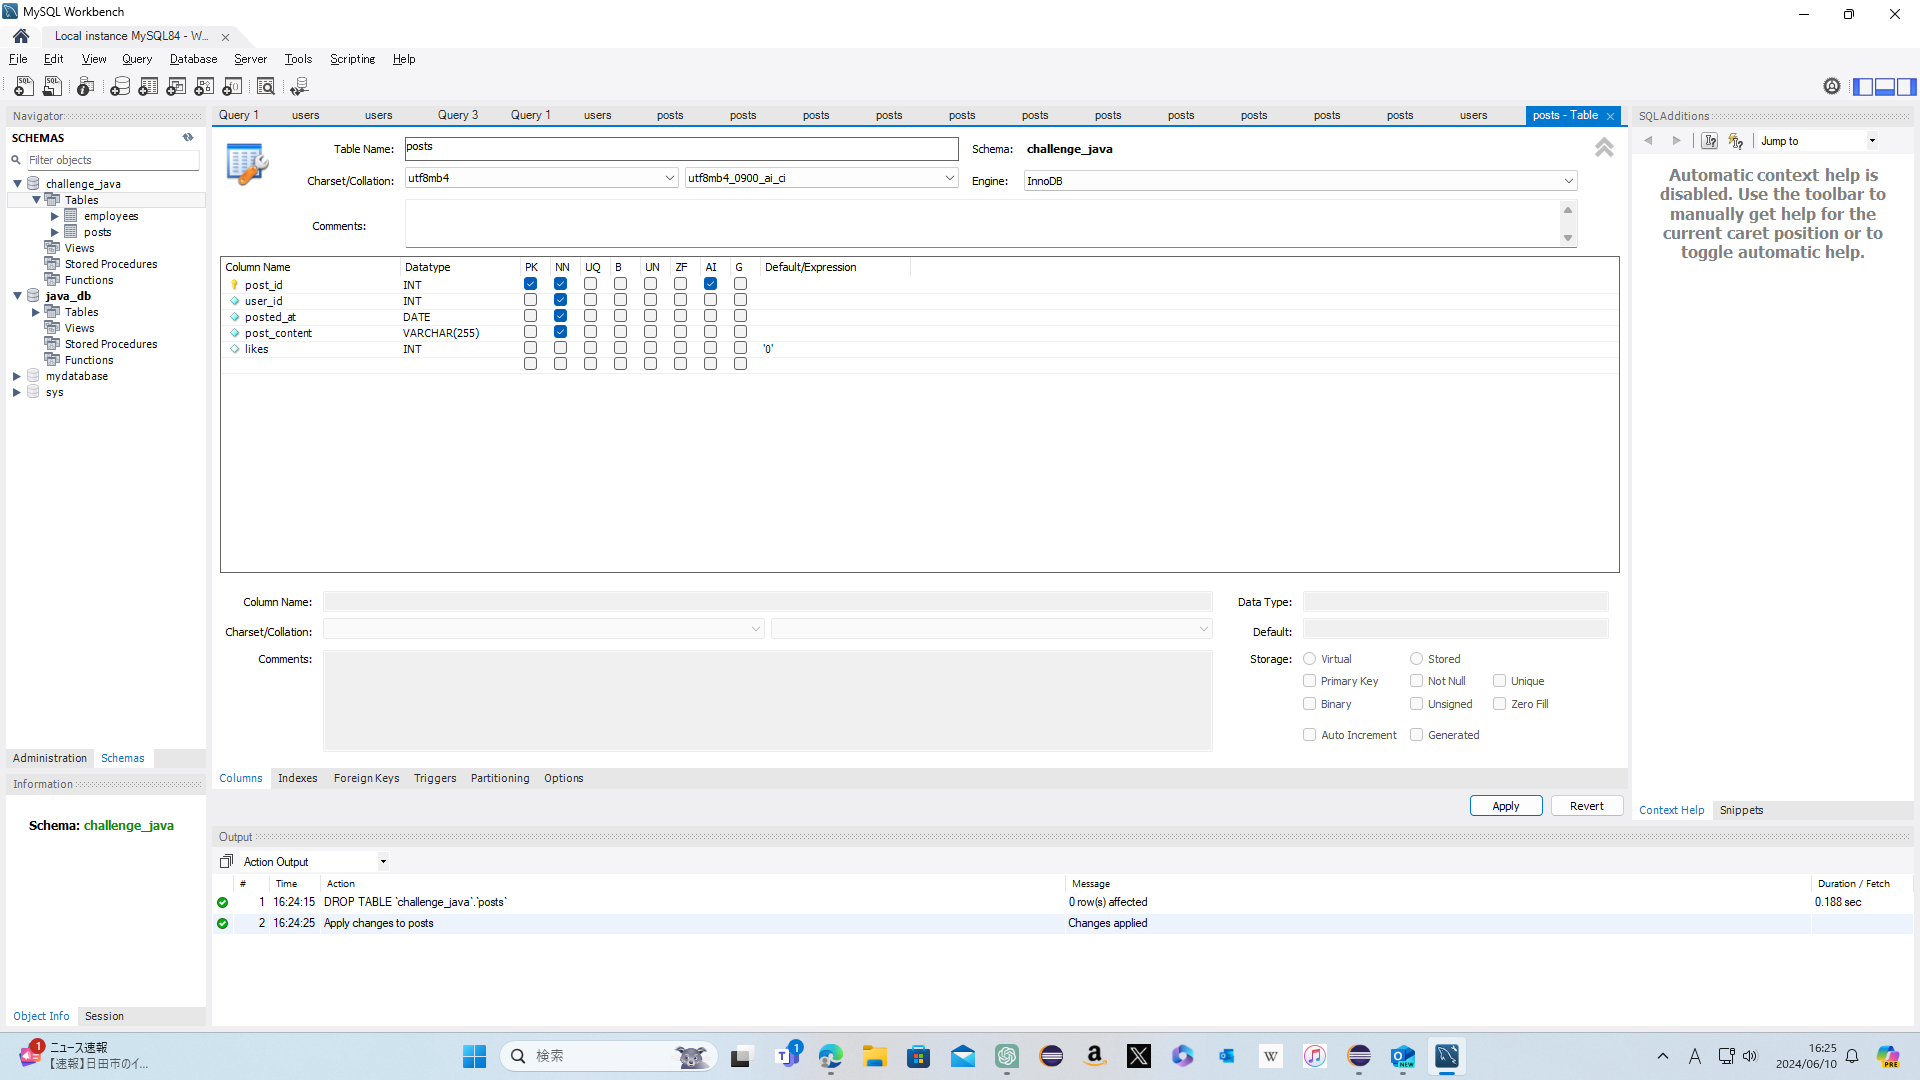 MySQL Workbench
Local instance MySQL84 - W...
File Edit View Query Database Server Tools Scripting Help
Navigator
SCHEMAS
Filter objects
challenge_java
Tables
employees
posts
Views
Stored Procedures
Functions
java_db
Tables
Views
Stored Procedures
Functions
mydatabase
sys
Administration Schemas
Information
Schema: challenge_java
Object Info Session
Query 1 users users Query 3 Query 1 users posts posts posts posts posts posts posts posts posts posts posts users posts - Table
Table Name: posts Schema: challenge_java
Charset/Collation: utf8mb4 utf8mb4_0900_ai_ci Engine: InnoDB
Comments:
Column Name Datatype PK NN UQ B UN ZF AI G Default/Expression
post_id INT
user_id INT
posted_at DATE
post_content VARCHAR(255)
likes INT '0'
Column Name: Data Type:
Charset/Collation: Default:
Comments: Storage: Virtual Stored
Primary Key Not Null Unique
Binary Unsigned Zero Fill
Auto Increment Generated
Columns Indexes Foreign Keys Triggers Partitioning Options
Apply Revert
Output
Action Output
# Time Action Message Duration / Fetch
1 16:24:15 DROP TABLE `challenge_java`.`posts` 0 row(s) affected 0.188 sec
2 16:24:25 Apply changes to posts Changes applied
SQLAdditions
Jump to
Automatic context help is
disabled. Use the toolbar to
manually get help for the
current caret position or to
toggle automatic help.
Context Help Snippets
1
ニュース速報
【速報】日田市のイ...
検索
1
NEW
A
16:25
2024/06/10
PRE